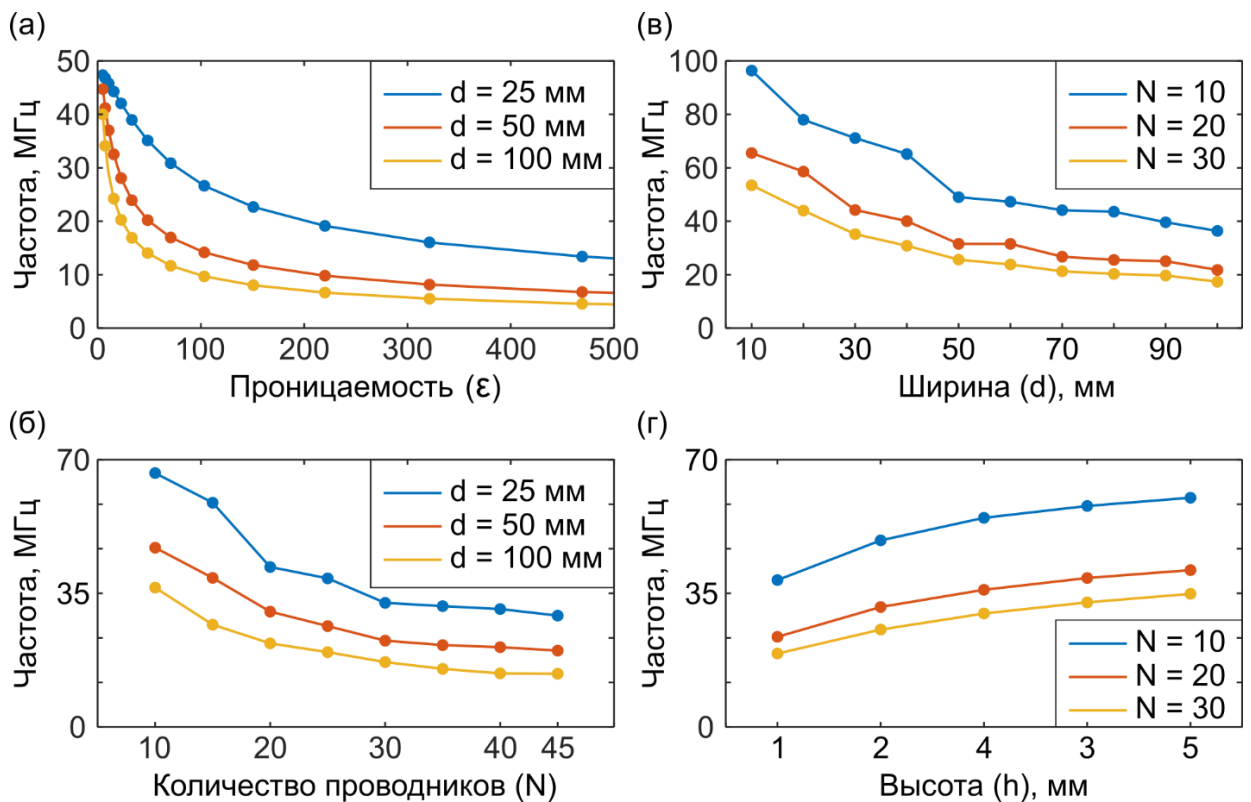 (а)
Частота, МГц
50
40
30
20
10
0
0
100
200
300
400
500
Проницаемость (ε)
d = 25 мм
d = 50 мм
d = 100 мм
(в)
Частота, МГц
100
80
60
40
20
0
10
30
50
70
90
Ширина (d), мм
N = 10
N = 20
N = 30
(б)
Частота, МГц
70
35
0
10
20
30
40
45
Количество проводников (N)
d = 25 мм
d = 50 мм
d = 100 мм
(г)
Частота, МГц
70
35
0
1
2
4
3
5
Высота (h), мм
N = 10
N = 20
N = 30